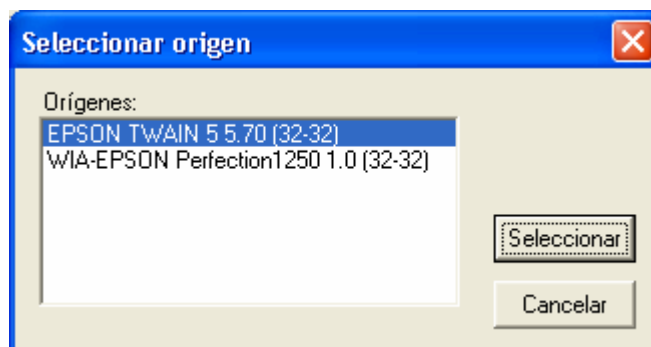 Seleccionar origen
Orígenes:
EPSON TWAIN 5 5.70 (32-32)
WIA-EPSON Perfection1250 1.0 (32-32)
Seleccionar
Cancelar